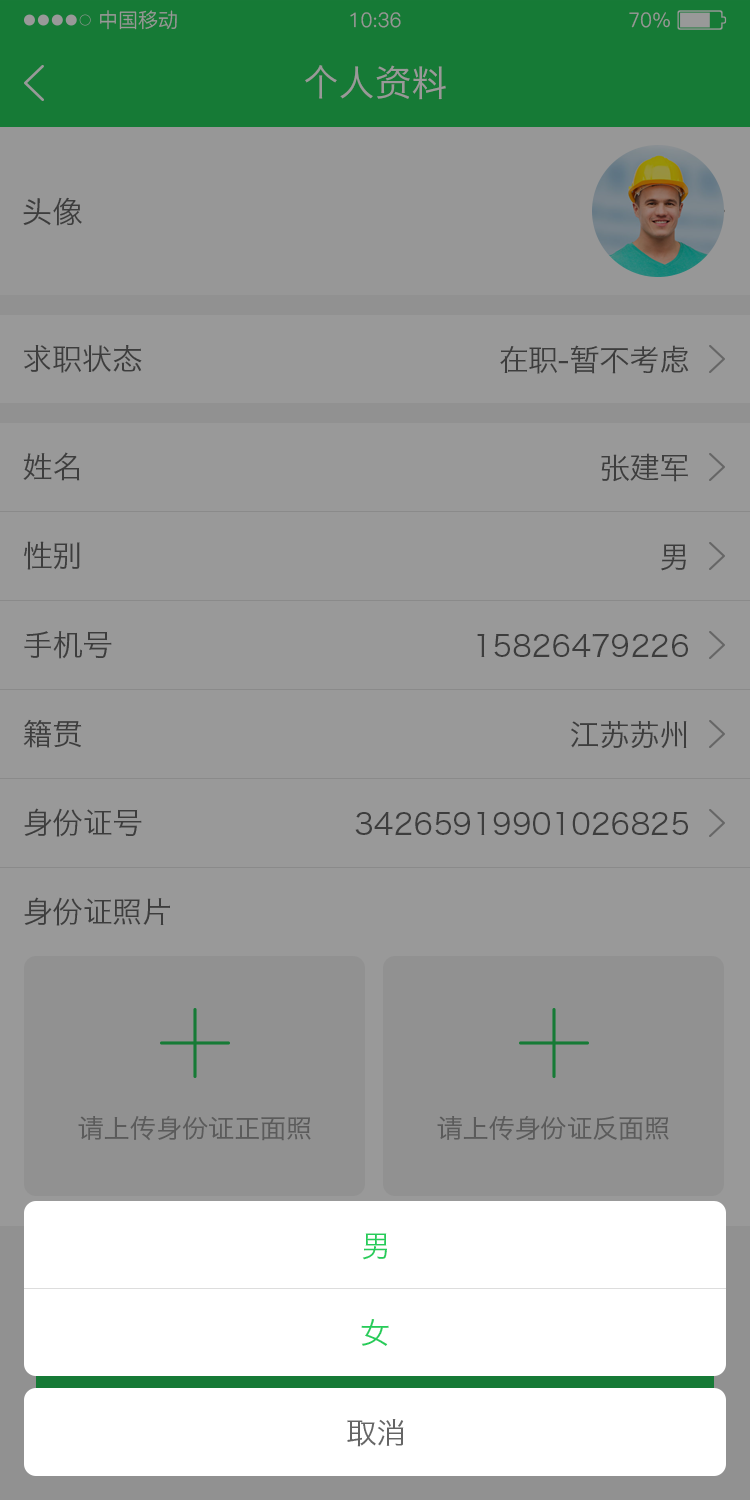 中国移动 10:36 70%
个人资料
头像
求职状态 在职-暂不考虑
姓名 张建军
性别 男
手机号 15826479226
籍贯 江苏苏州
身份证号 34265919901026825
身份证照片
请上传身份证正面照 请上传身份证反面照
男
女
取消